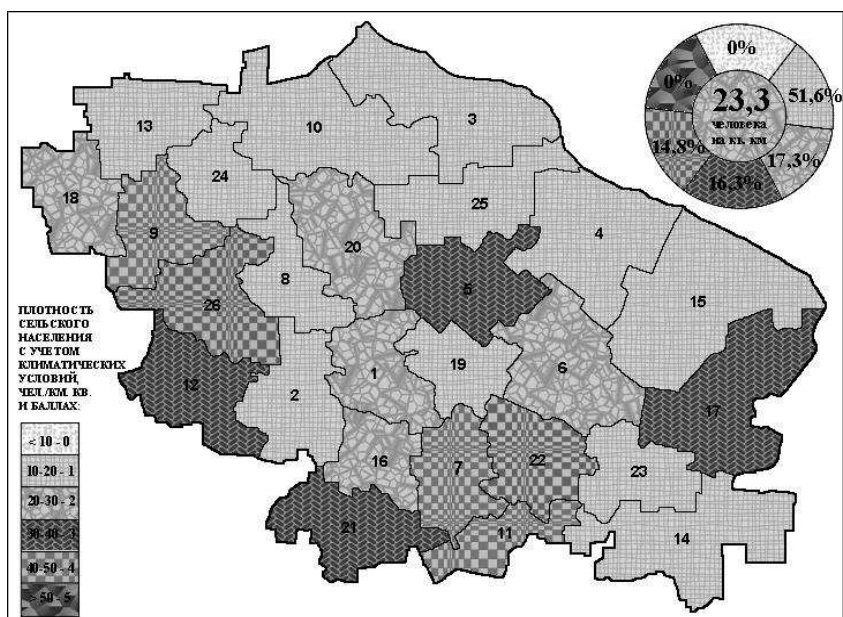 0%
51,6%
17,3%
16,3%
14,8%
0%
23,3
человека
на кв. км
13
10
3
24
18
25
9
20
4
8
5
26
15
12
2
1
19
6
17
16
7
22
23
21
11
14
ПЛОТНОСТЬ
СЕЛЬСКОГО
НАСЕЛЕНИЯ
С УЧЕТОМ
КЛИМАТИЧЕСКИХ
УСЛОВИЙ,
ЧЕЛ./КМ. КВ.
И БАЛЛАХ:
< 10 - 0
10-20 - 1
20-30 - 2
30-40 - 3
40-50 - 4
> 50 - 5